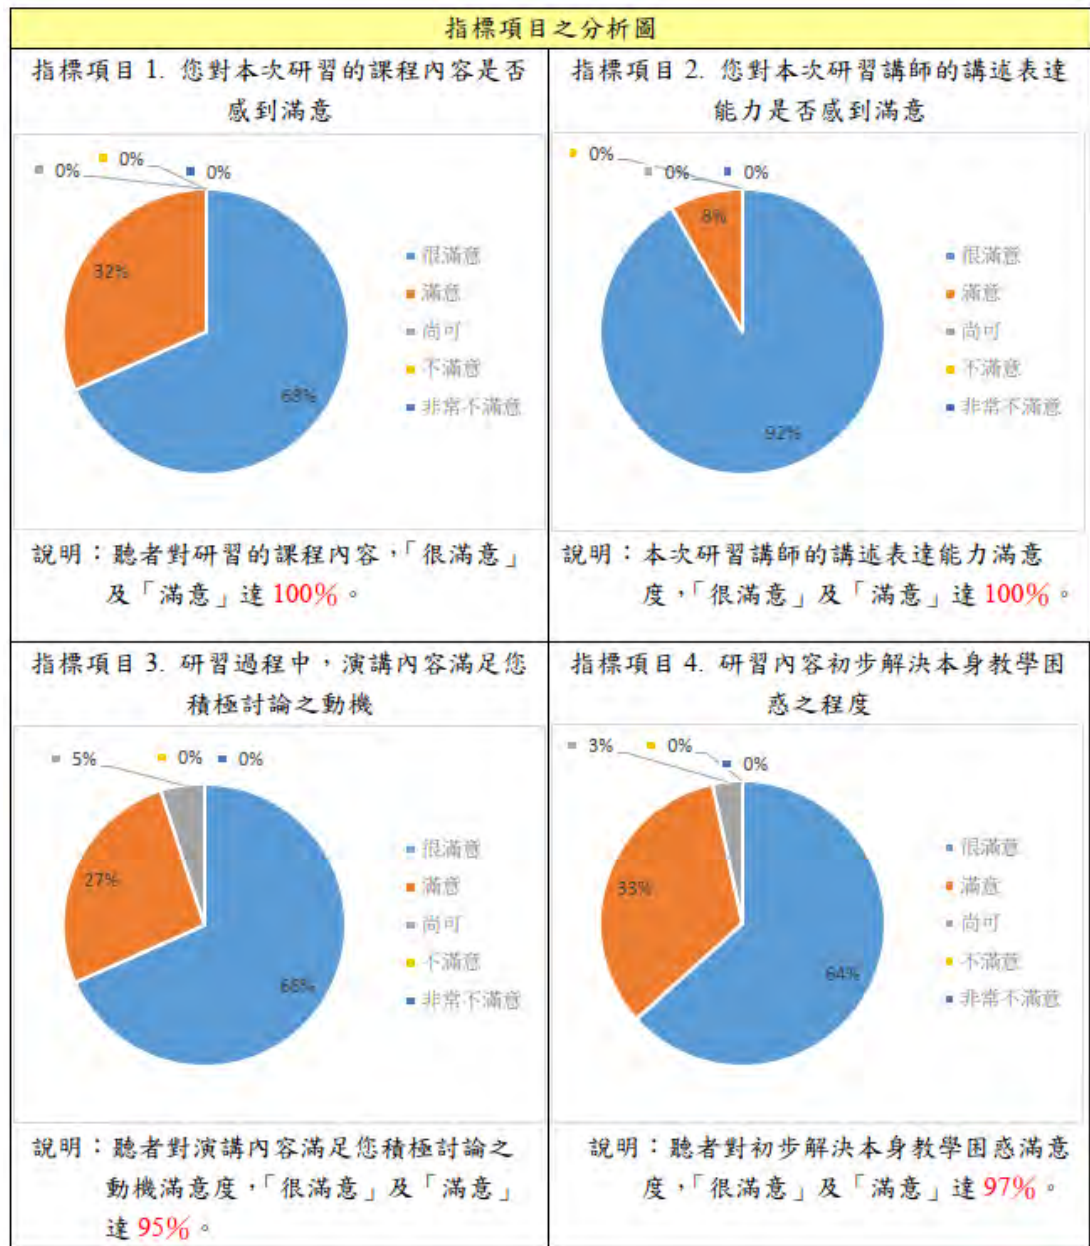 指標項目之分析圖
指標項目 1. 您對本次研習的課程內容是否
感到滿意
0%
0%
0%
32%
68%
很滿意
滿意
尚可
不滿意
非常不滿意
說明：聽者對研習的課程內容，「很滿意」
及「滿意」達 100%。
指標項目 2. 您對本次研習講師的講述表達
能力是否感到滿意
0%
0%
0%
8%
92%
很滿意
滿意
尚可
不滿意
非常不滿意
說明：本次研習講師的講述表達能力滿意
度，「很滿意」及「滿意」達 100%。
指標項目 3. 研習過程中，演講內容滿足您
積極討論之動機
5%
0%
0%
27%
很滿意
滿意
尚可
不滿意
非常不滿意
說明：聽者對演講內容滿足您積極討論之
動機滿意度，「很滿意」及「滿意」
達 95%。
指標項目 4. 研習內容初步解決本身教學困
惑之程度
3%
0%
0%
33%
64%
很滿意
滿意
尚可
不滿意
非常不滿意
說明：聽者對初步解決本身教學困惑滿意
度，「很滿意」及「滿意」達 97%。